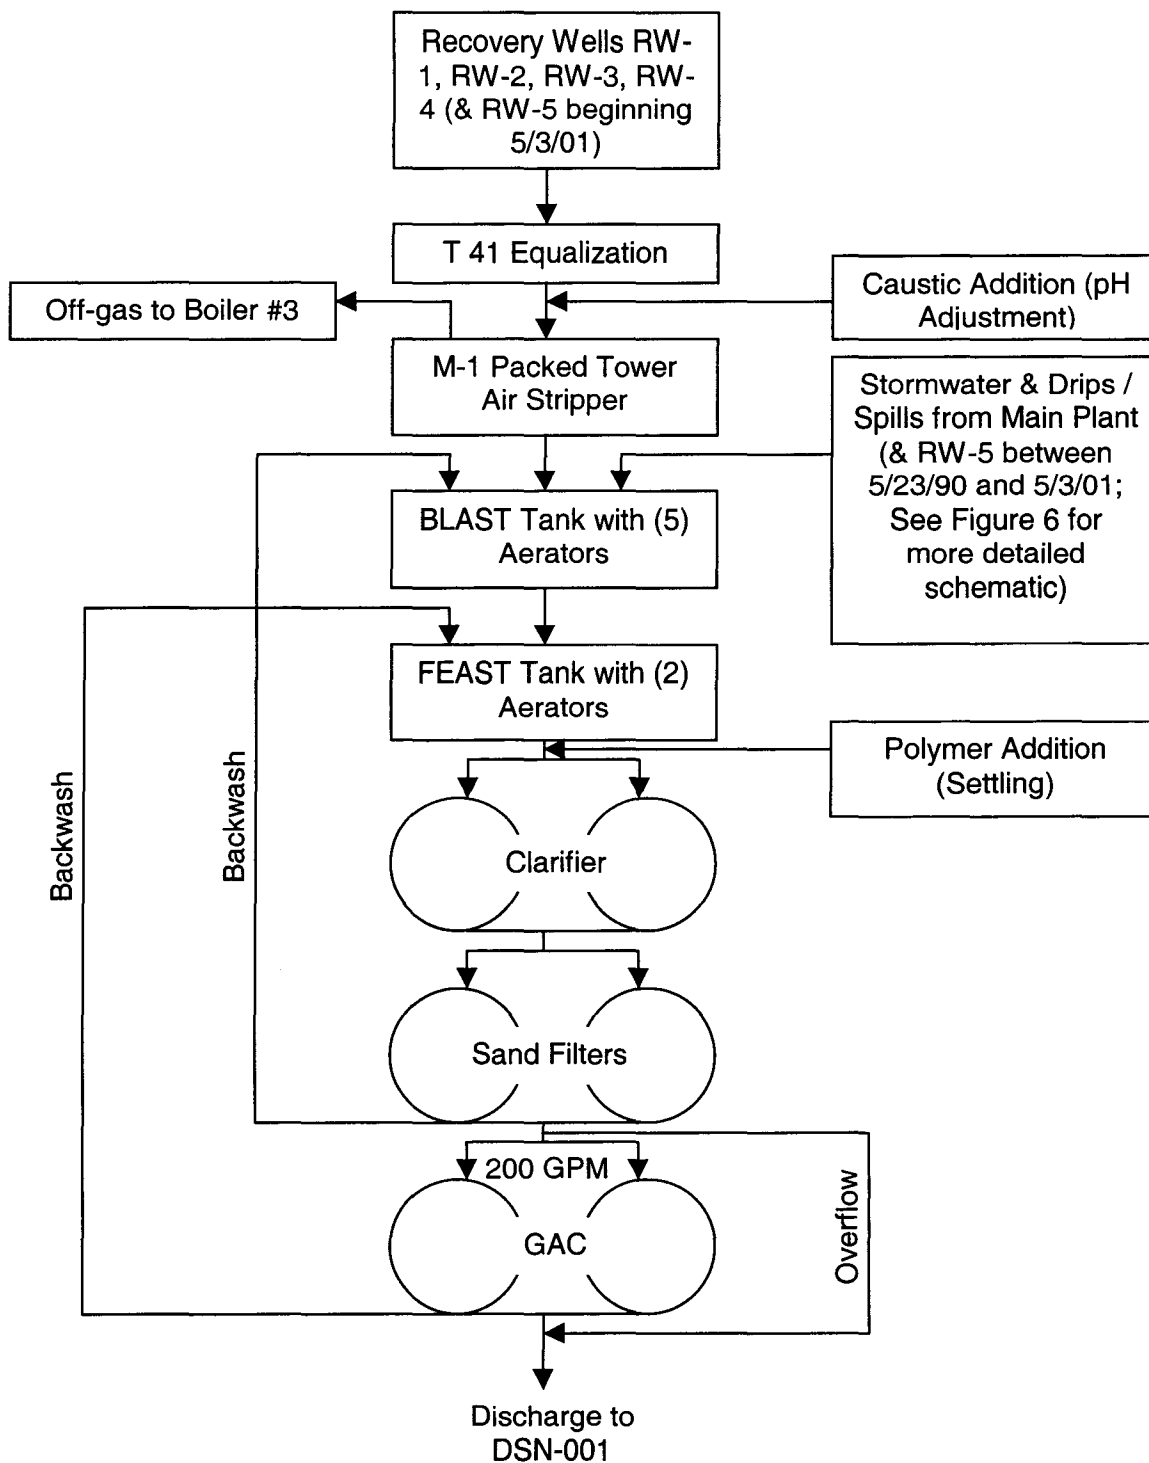 Recovery Wells RW-
1, RW-2, RW-3, RW-
4 (& RW-5 beginning
5/3/01)
T 41 Equalization
Caustic Addition (pH
Adjustment)
Off-gas to Boiler #3
M-1 Packed Tower
Air Stripper
Stormwater & Drips /
Spills from Main Plant
(& RW-5 between
5/23/90 and 5/3/01;
See Figure 6 for
more detailed
schematic)
BLAST Tank with (5)
Aerators
FEAST Tank with (2)
Aerators
Polymer Addition
(Settling)
Backwash
Backwash
Clarifier
Sand Filters
200 GPM
GAC
Overflow
Discharge to
DSN-001